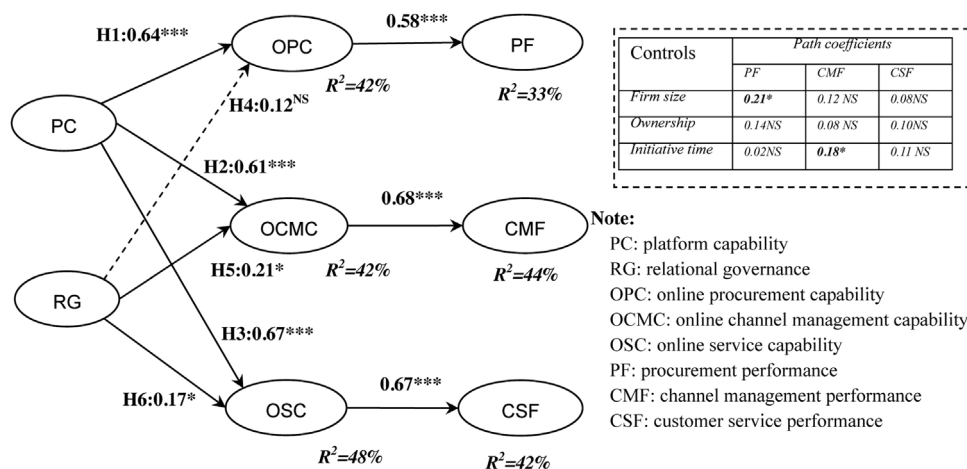 H1:0.64***
OPC
0.58***
PF
R²=42%
R²=33%
H4:0.12NS
PC
H2:0.61***
OCMC
0.68***
CMF
R²=42%
R²=44%
H5:0.21*
RG
H3:0.67***
H6:0.17*
OSC
0.67***
CSF
R²=48%
R²=42%
Controls
Path coefficients
PF CMF CSF
Firm size 0.21* 0.12 NS 0.08NS
Ownership 0.14NS 0.08 NS 0.10NS
Initiative time 0.02NS 0.18* 0.11 NS
Note:
PC: platform capability
RG: relational governance
OPC: online procurement capability
OCMC: online channel management capability
OSC: online service capability
PF: procurement performance
CMF: channel management performance
CSF: customer service performance